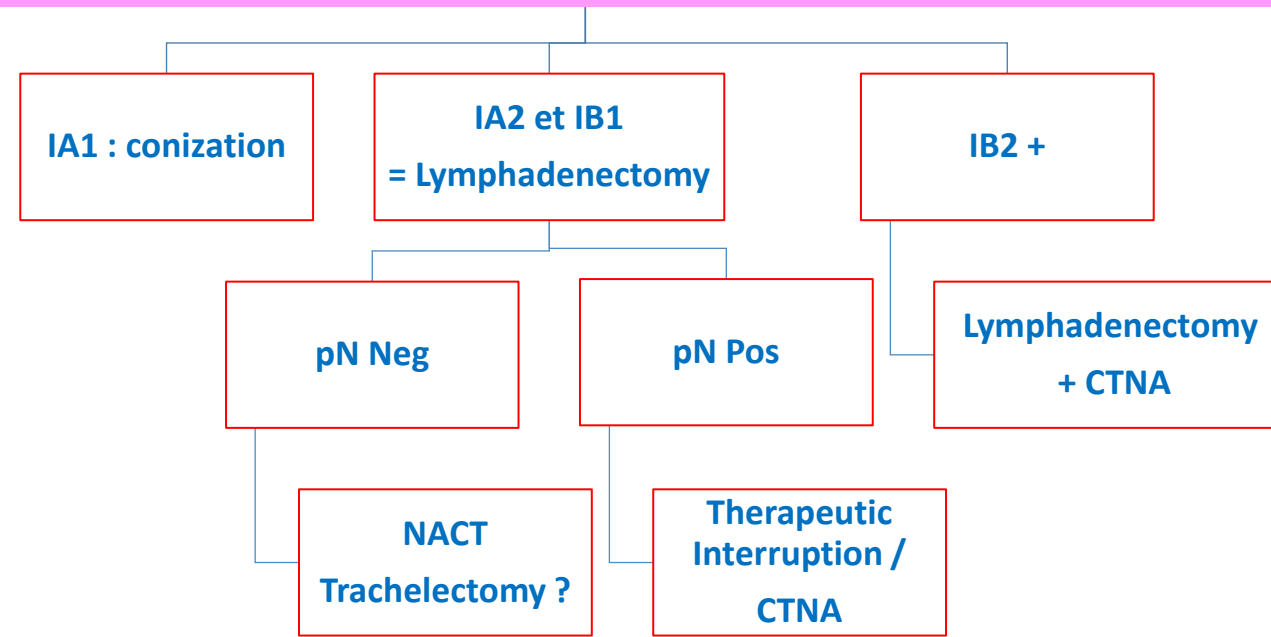 IA1 : conization
IA2 et IB1
= Lymphadenectomy
IB2 +
pN Neg
pN Pos
Lymphadenectomy
+ CTNA
NACT
Trachelectomy ?
Therapeutic
Interruption /
CTNA